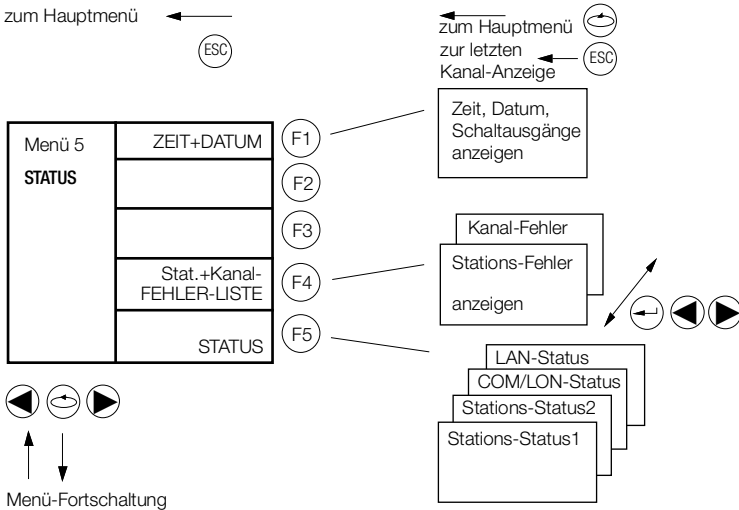 zum Hauptmenü
ESC
zum Hauptmenü
zur letzten
Kanal-Anzeige
ESC
Menü 5
STATUS
ZEIT+DATUM
F1
F2
F3
Stat.+Kanal-
FEHLER-LISTE
F4
STATUS
F5
Zeit, Datum,
Schaltausgänge
anzeigen
Kanal-Fehler
Stations-Fehler
anzeigen
LAN-Status
COM/LON-Status
Stations-Status2
Stations-Status1
Menü-Fortschaltung